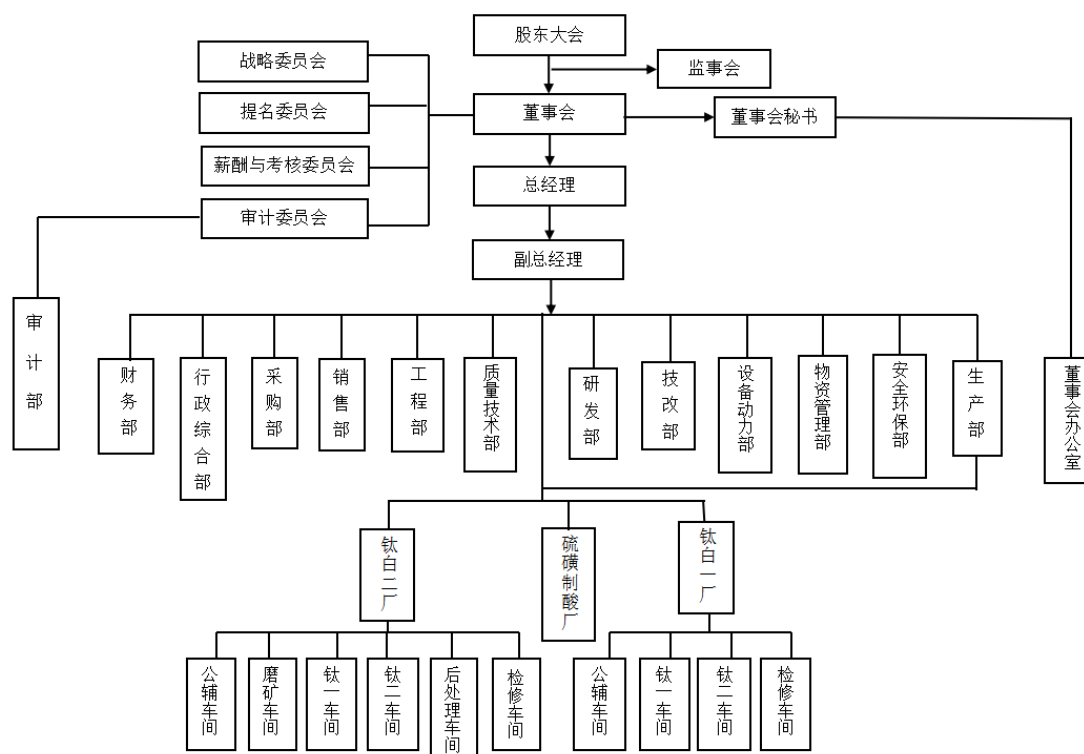 股东大会
战略委员会
监事会
提名委员会
董事会
董事会秘书
薪酬与考核委员会
总经理
审计委员会
副总经理
审计部
财务部
行政综合部
采购部
销售部
工程部
质量技术部
研发部
技改部
设备动力部
物资管理部
安全环保部
生产部
董事会办公室
钛白二厂
硫磺制酸厂
钛白一厂
公辅车间
磨矿车间
钛一车间
钛二车间
后处理车间
检修车间
公辅车间
钛一车间
钛二车间
检修车间